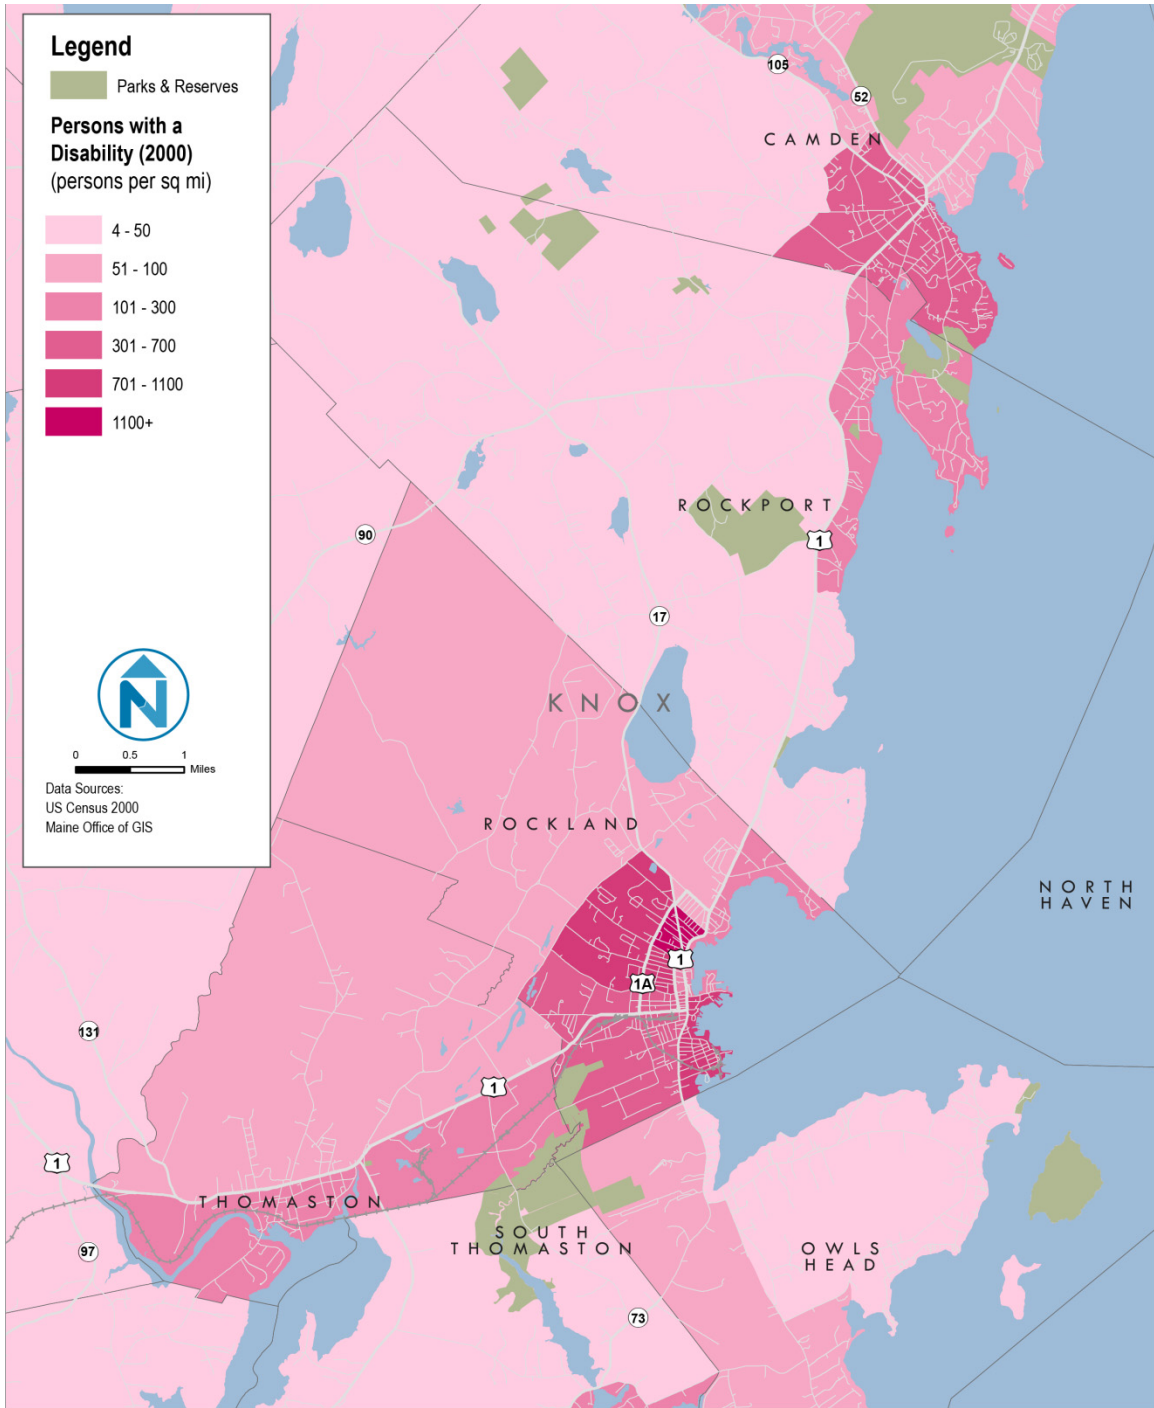 Legend
Parks & Reserves
Persons with a
Disability (2000)
(persons per sq mi)
4 - 50
51 - 100
101 - 300
301 - 700
701 - 1100
1100+
N
0 0.5 1
Miles
Data Sources:
US Census 2000
Maine Office of GIS
105
52
CAMDEN
ROCKPORT
1
90
17
KNOX
ROCKLAND
NORTH
HAVEN
1
1A
131
1
1
THOMASTON
SOUTH
THOMASTON
OWLS
HEAD
97
73